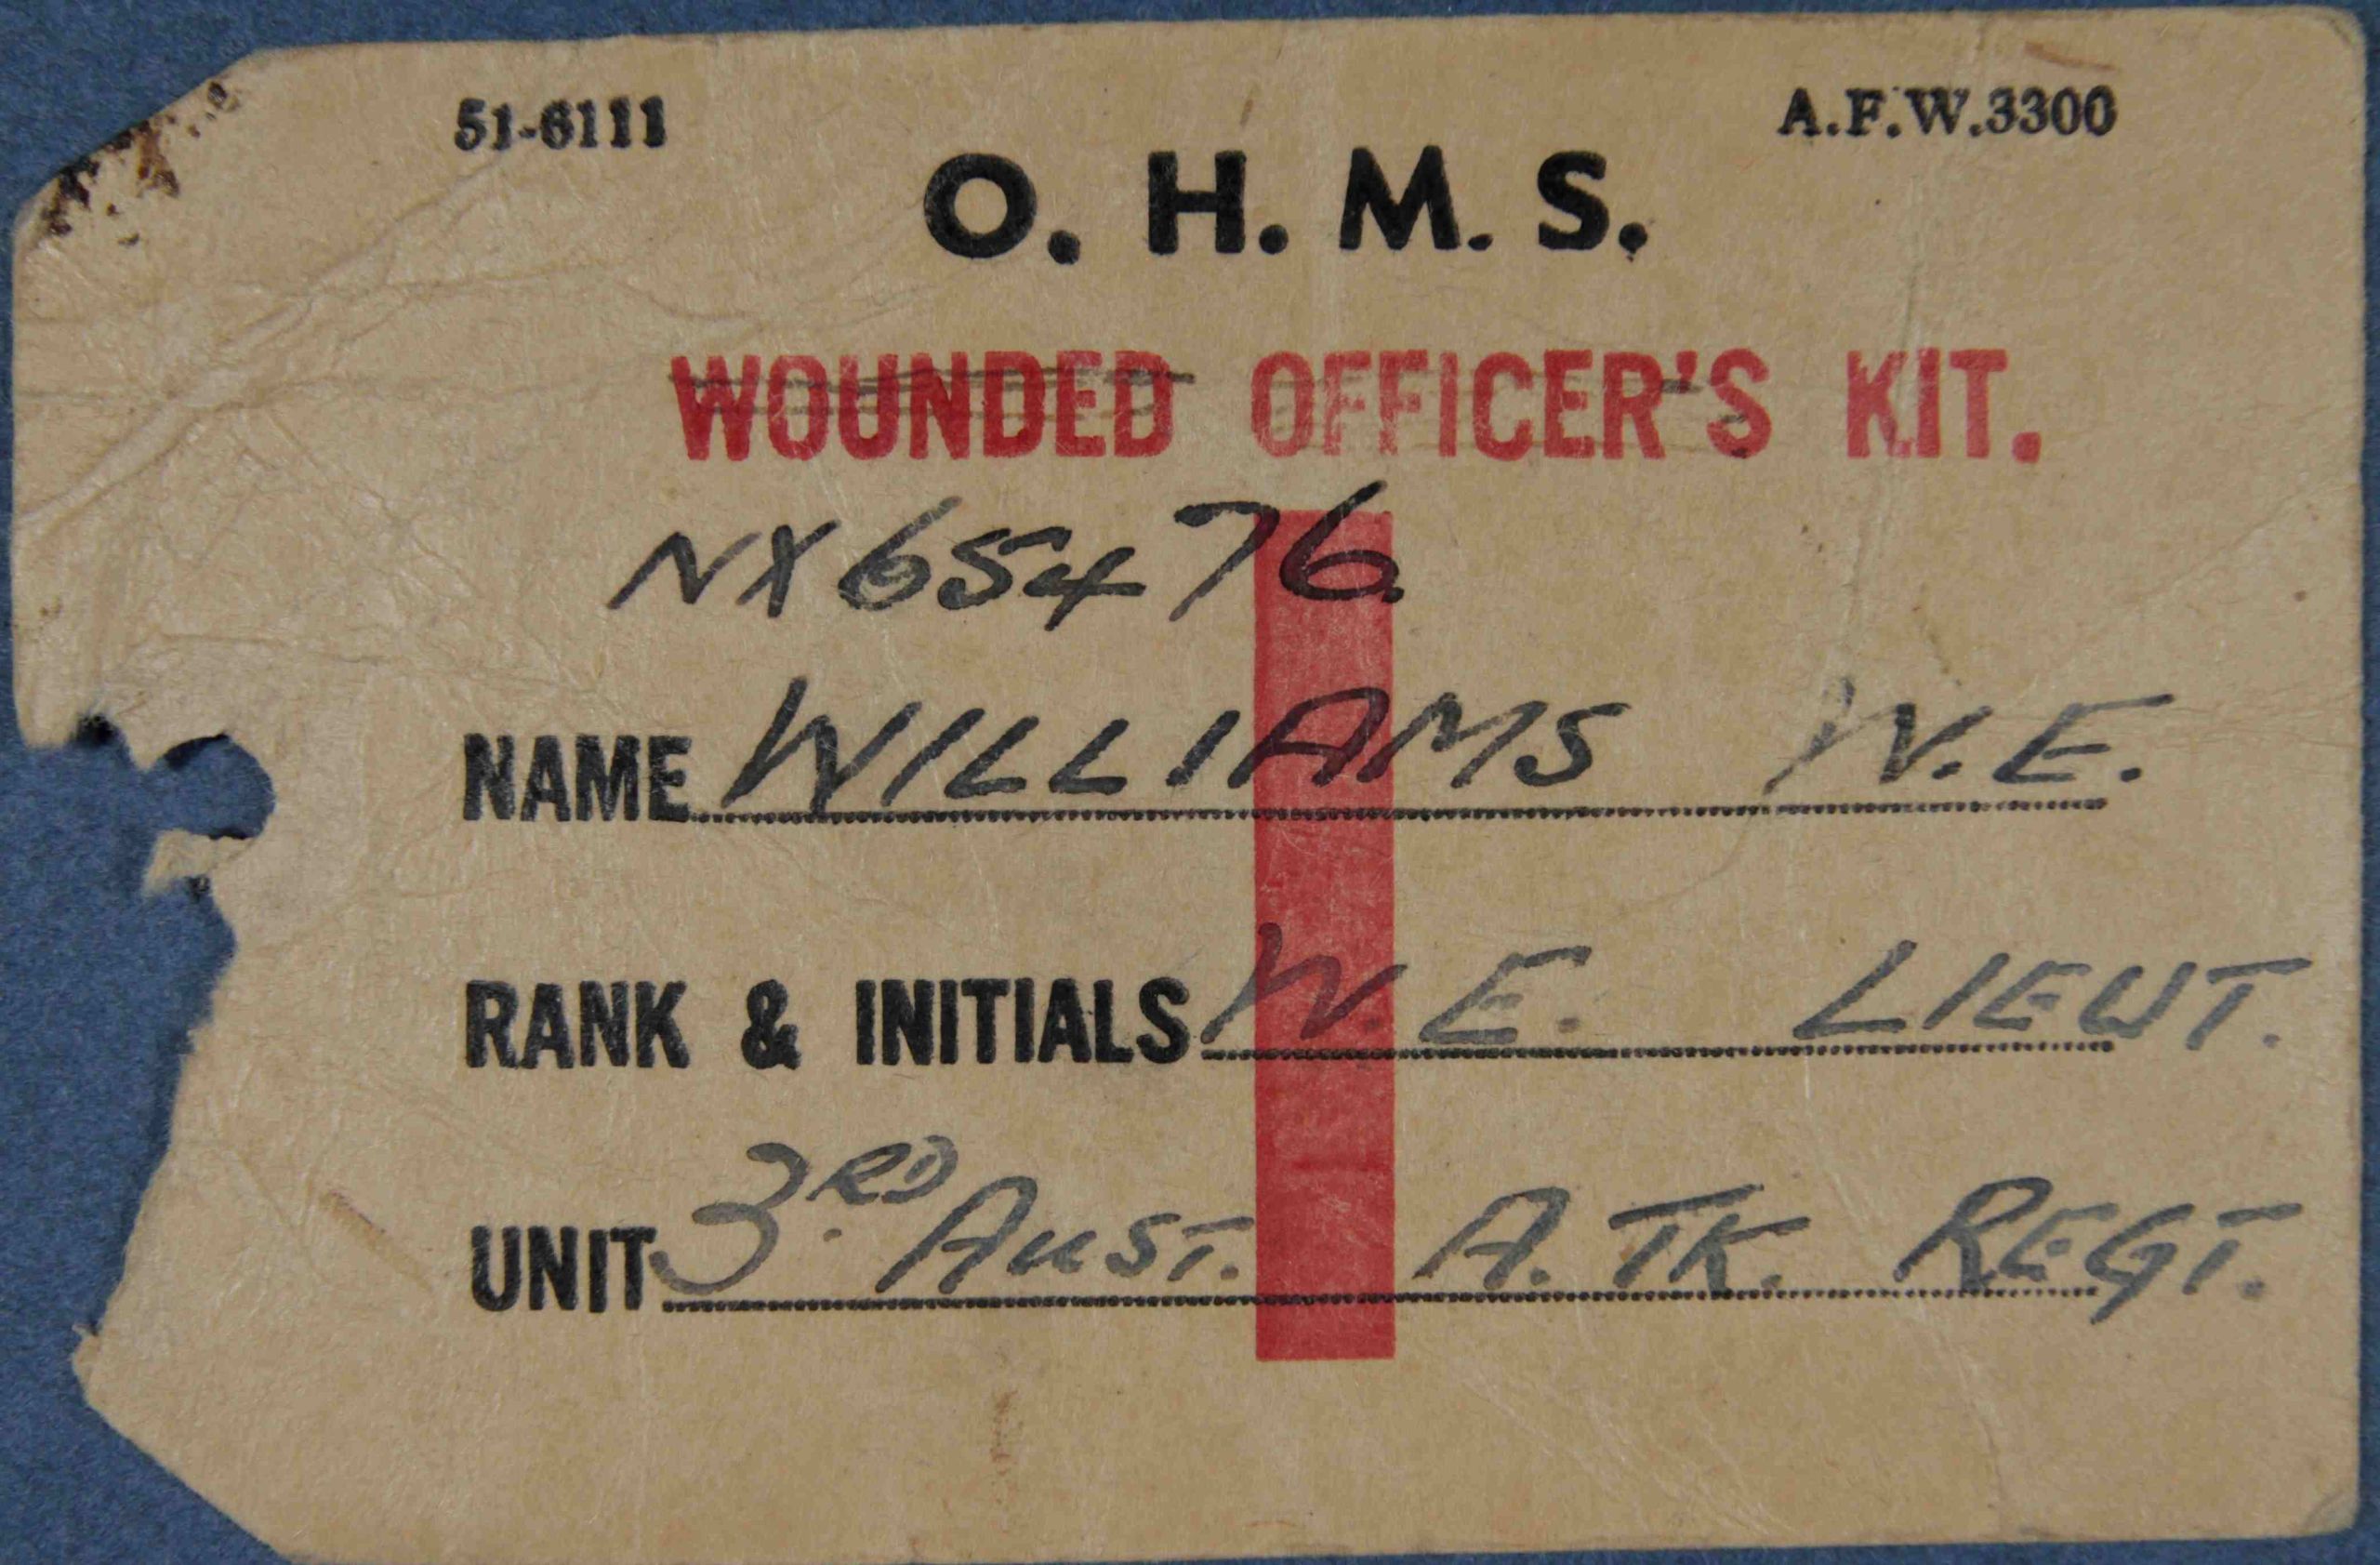 51-6111 A.F.W.3300
O. H. M. S.
WOUNDED OFFICER'S KIT.
NX65476.
NAME WILLIAMS W.E.
RANK & INITIALS W.E. LIEUT.
UNIT 3RD. AUST. A.TK. REGT.